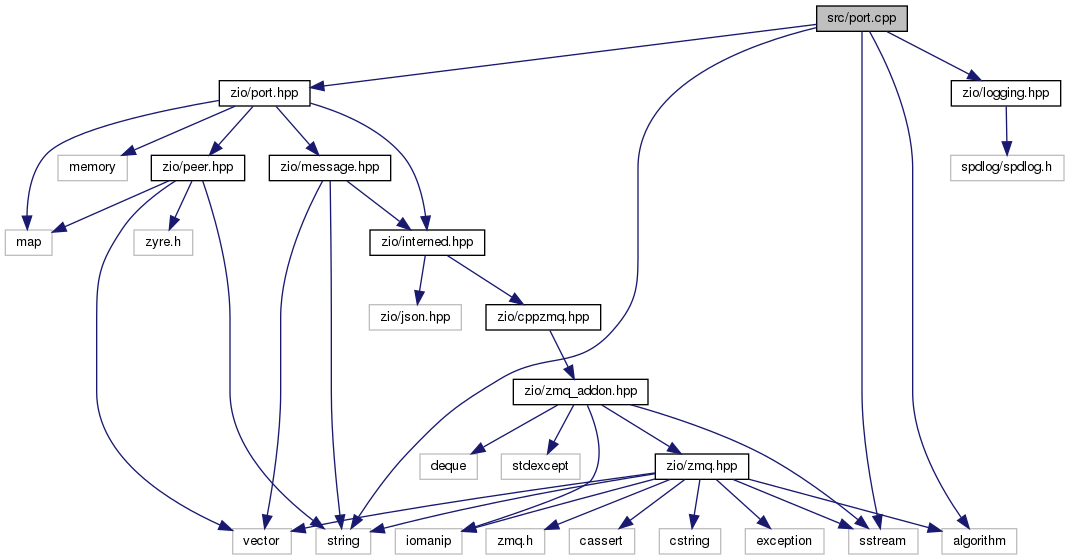 src/port.cpp
zio/port.hpp
zio/logging.hpp
memory
zio/peer.hpp
zio/message.hpp
spdlog/spdlog.h
map
zyre.h
zio/interned.hpp
zio/json.hpp
zio/cppzmq.hpp
zio/zmq_addon.hpp
deque
stdexcept
zio/zmq.hpp
vector
string
iomanip
zmq.h
cassert
cstring
exception
sstream
algorithm